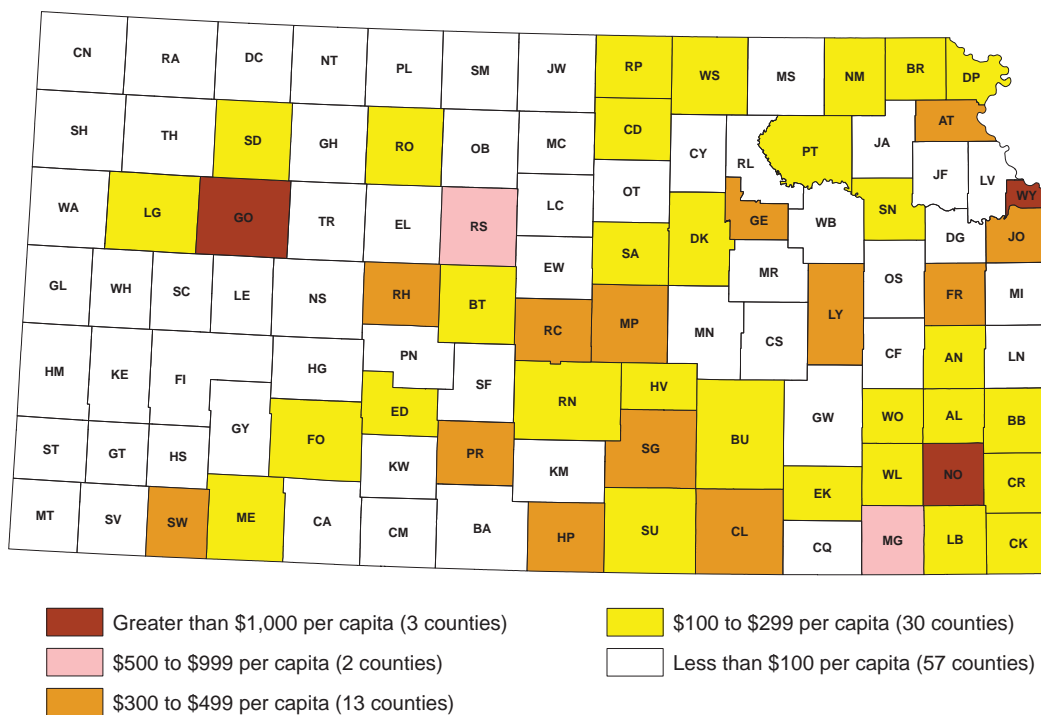 CN RA DC NT PL SM JW RP WS MS NM BR DP
SH TH SD GH RO OB MC CD CY RL PT JA AT
WA LG GO TR EL RS LC OT DK GE WB SN JF LV WY
GL WH SC LE NS RH BT EW SA MR OS DG JO
HM KE FI HG PN SF RC MP MN CS LY CF FR MI
ST GT HS GY FO ED KW PR RN HV SG BU GW WO AN LN
MT SV SW ME CA CM BA KM HP SU CL EK CQ WL AL BB
MG NO CR
LB CK
Greater than $1,000 per capita (3 counties)
$500 to $999 per capita (2 counties)
$300 to $499 per capita (13 counties)
$100 to $299 per capita (30 counties)
Less than $100 per capita (57 counties)